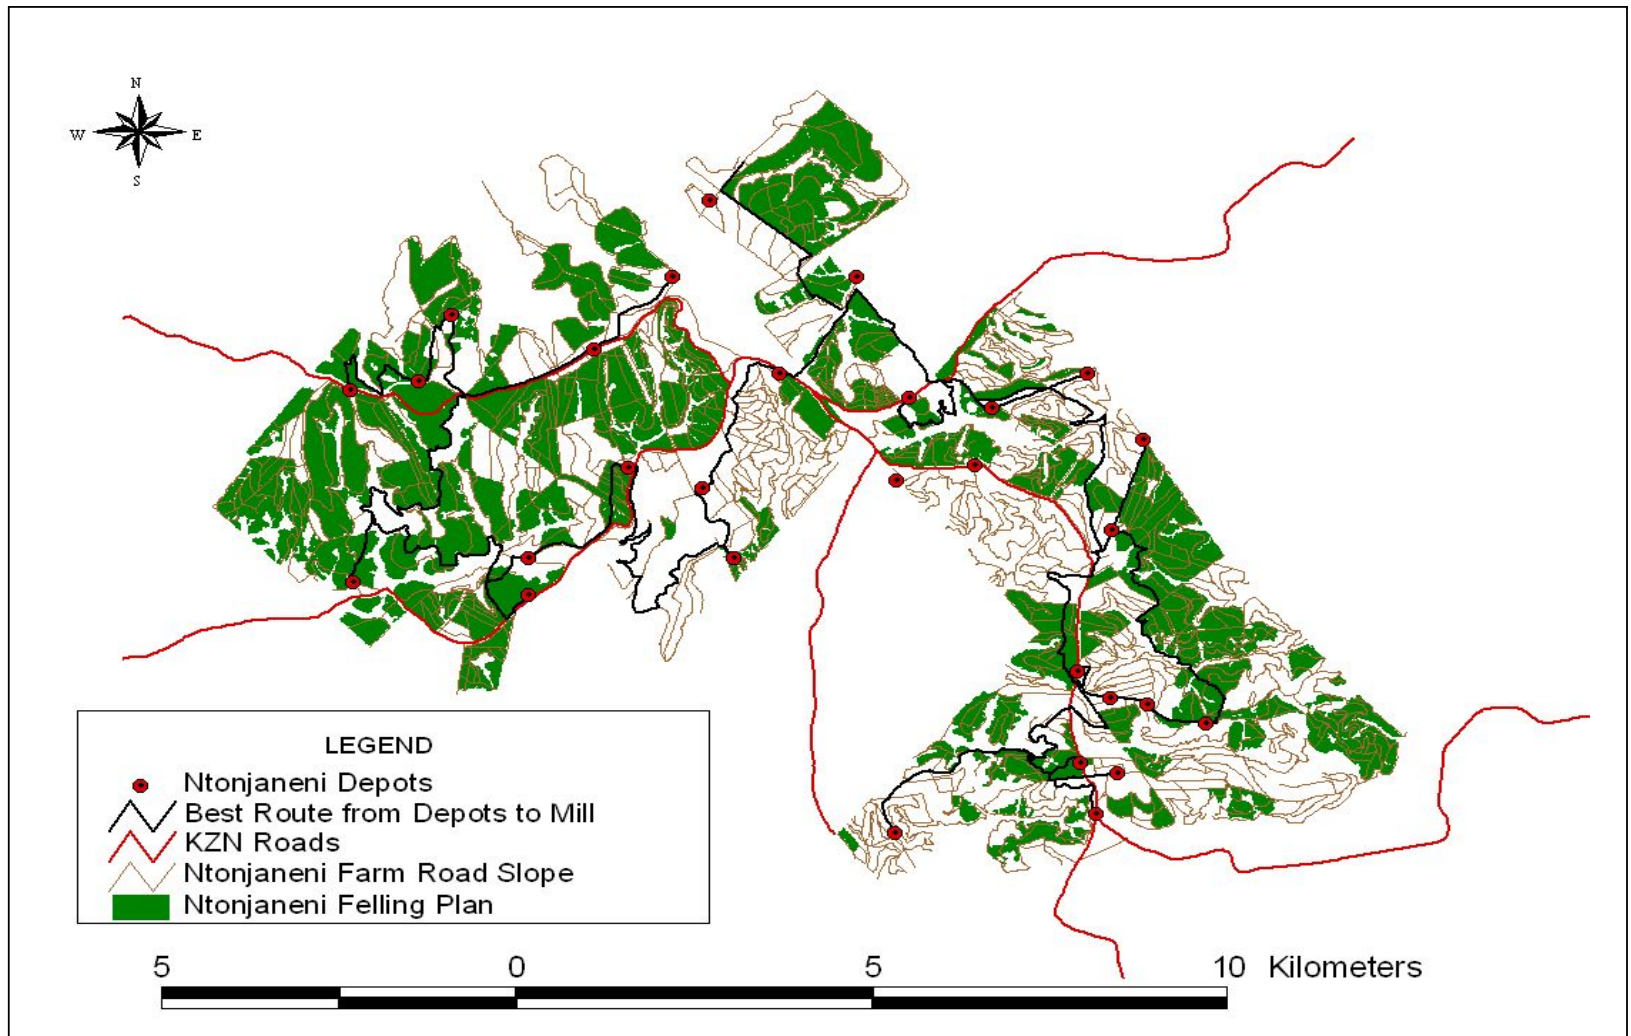 N
W E
S
LEGEND
Ntonjaneni Depots
Best Route from Depots to Mill
KZN Roads
Ntonjaneni Farm Road Slope
Ntonjaneni Felling Plan
5 0 5 10 Kilometers